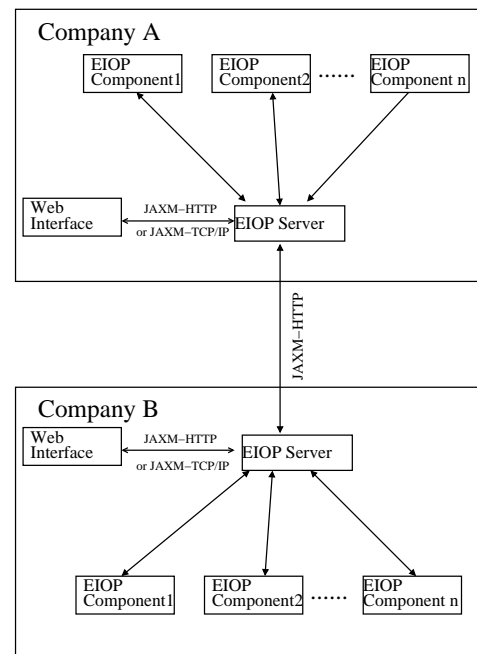 Company A
EIOP
Component1
EIOP
Component2
......
EIOP
Component n
Web
Interface
JAXM–HTTP
or JAXM–TCP/IP
EIOP Server
JAXM–HTTP
Company B
Web
Interface
JAXM–HTTP
or JAXM–TCP/IP
EIOP Server
EIOP
Component1
EIOP
Component2
......
EIOP
Component n